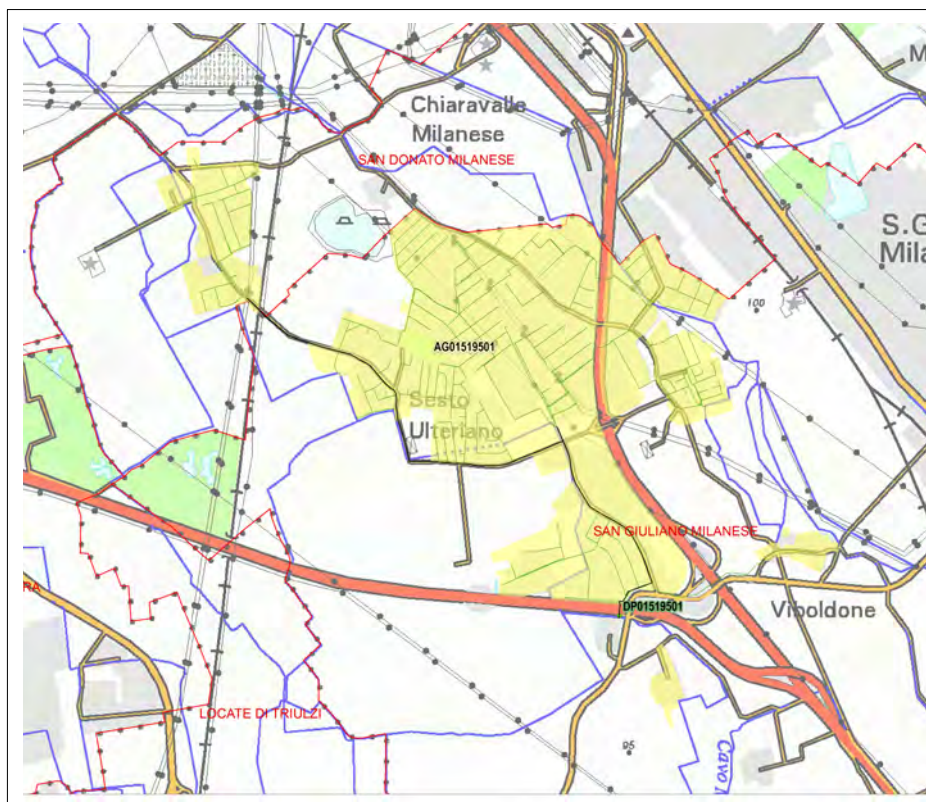 M
Chiaravalle
Milanese
SAN DONATO MILANESE
S.G
Mila
100
AG01519501
Sesto
Ulteriano
SAN GIULIANO MILANESE
RA
DP01519501
Viboldone
LOCATE DI TRIULZI
95
Cavo